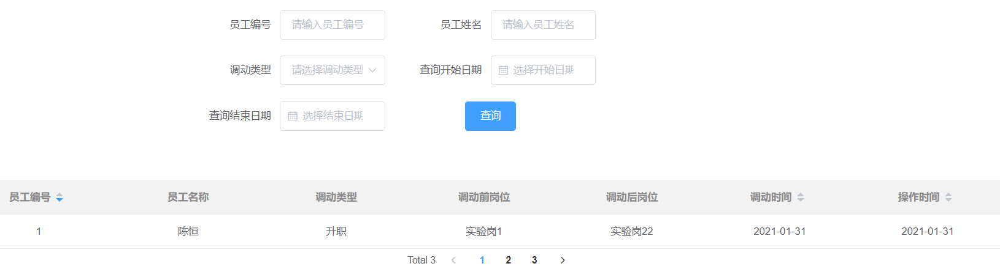 员工编号 请输入员工编号 员工姓名 请输入员工姓名
调动类型 请选择调动类型 查询开始日期 选择开始日期
查询结束日期 选择结束日期 查询
员工编号 员工名称 调动类型 调动前岗位 调动后岗位 调动时间 操作时间
1 陈恒 升职 实验岗1 实验岗22 2021-01-31 2021-01-31
Total 3 1 2 3